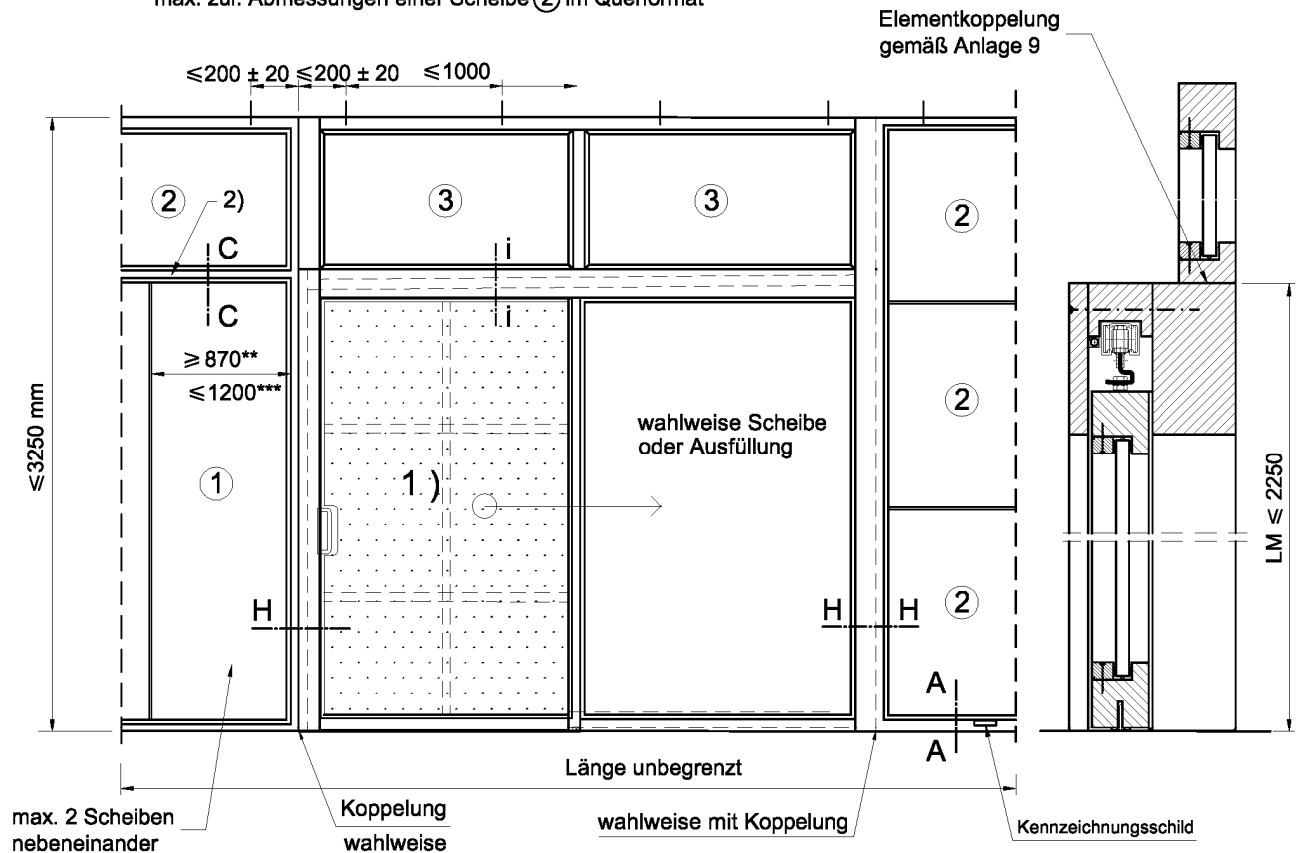 max. zul. Abmessungen einer Scheibe ② im Querformat
Elementkoppelung
gemäß Anlage 9
≤200 ± 20 ≤200 ± 20 ≤1000
② 2) ③ ③ ②
C i
C i
≥870**
≤1200***
≤3250 mm
①
1 )
wahlweise Scheibe
oder Ausfüllung
②
LM ≤ 2250
H H H
②
A
A
Länge unbegrenzt
max. 2 Scheiben
nebeneinander
Koppelung
wahlweise
wahlweise mit Koppelung
Kennzeichnungsschild